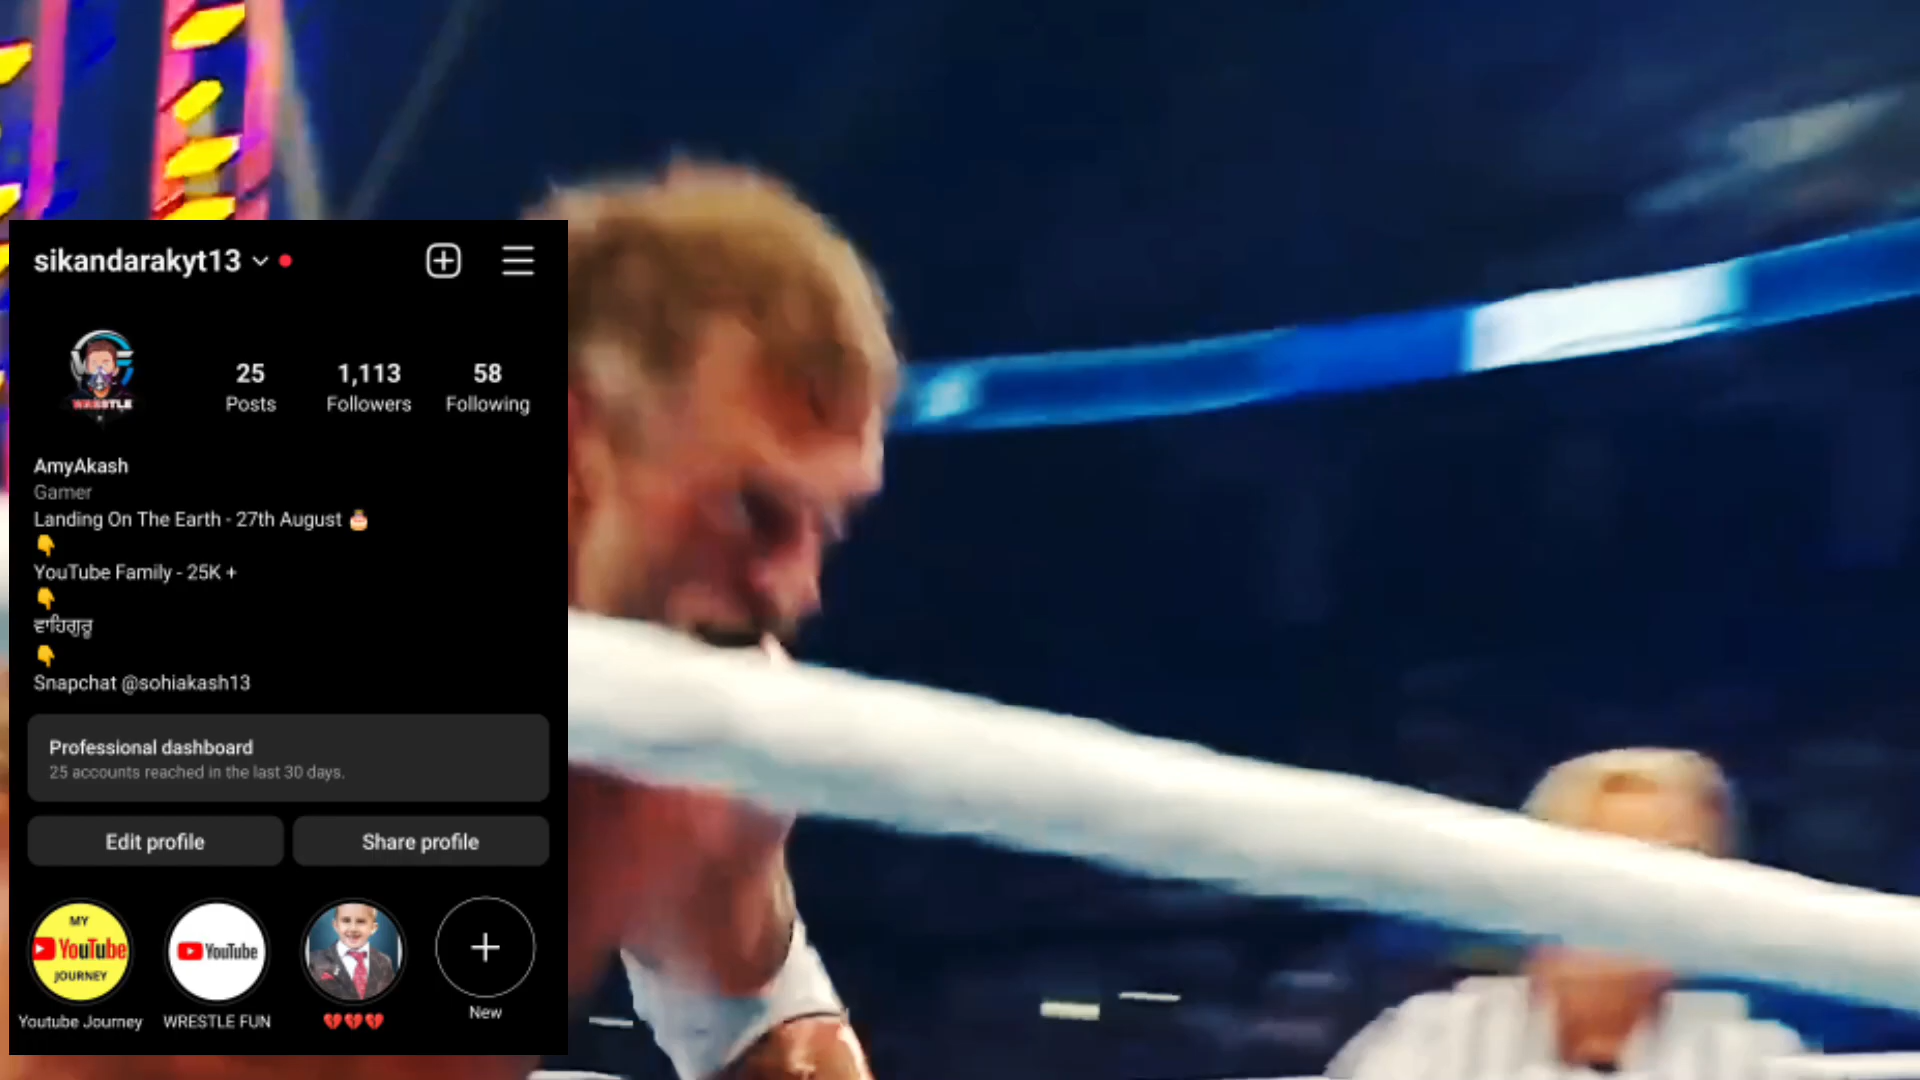 sikandarakyt13
25 1,113 58
Posts Followers Following
WRESTLE
AmyAkash
Gamer
Landing On The Earth - 27th August 🎂
👇
YouTube Family - 25K +
👇
ਵਾਹਿਗੁਰੂ
👇
Snapchat @sohiakash13
Professional dashboard
25 accounts reached in the last 30 days.
Edit profile Share profile
MY
YouTube
JOURNEY
YouTube
Youtube Journey WRESTLE FUN 💔💔💔 New